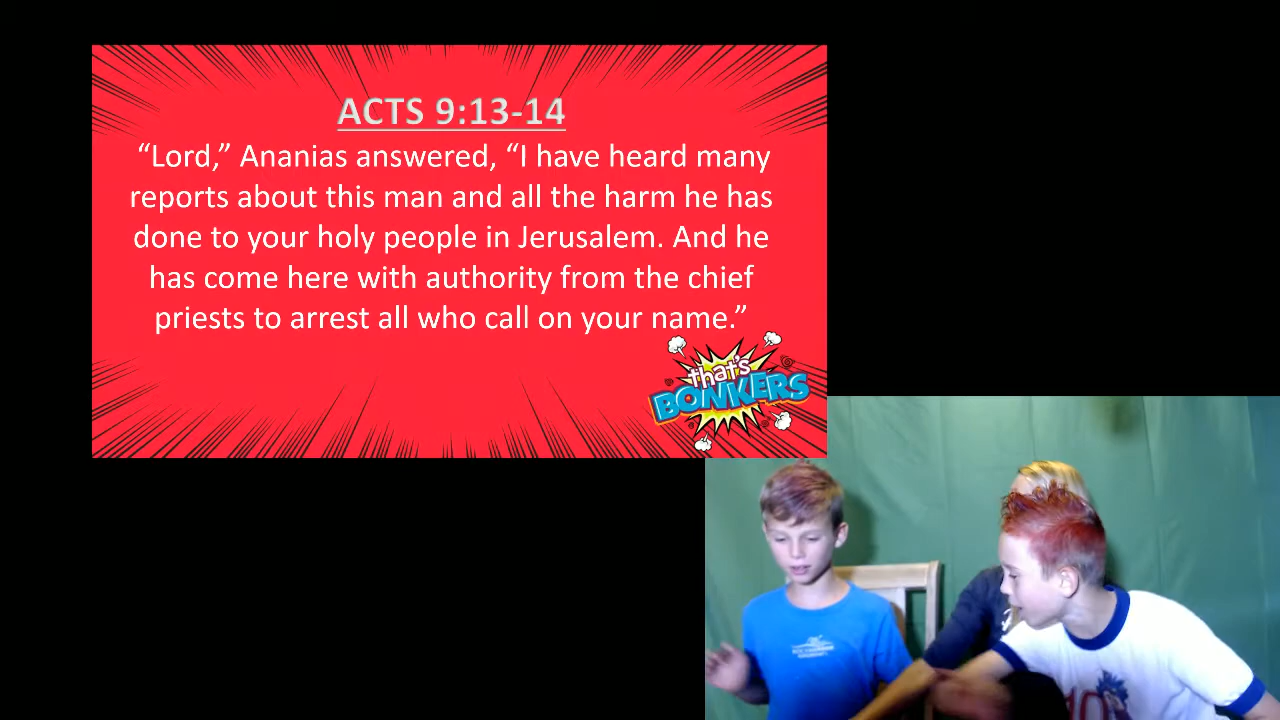 ACTS 9:13-14
“Lord,” Ananias answered, “I have heard many
reports about this man and all the harm he has
done to your holy people in Jerusalem. And he
has come here with authority from the chief
priests to arrest all who call on your name.”
that's
BONKERS